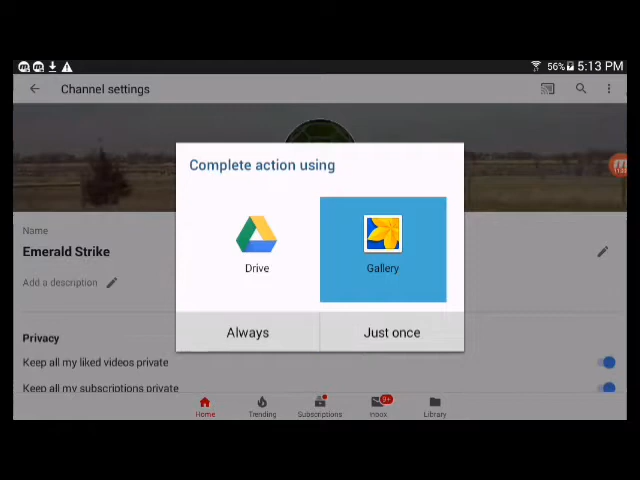 56% 5:13 PM
Channel settings
Complete action using
Drive
Gallery
Always
Just once
Name
Emerald Strike
Add a description
Privacy
Keep all my liked videos private
Keep all my subscriptions private
Home
Trending
Subscriptions
9+
Inbox
Library